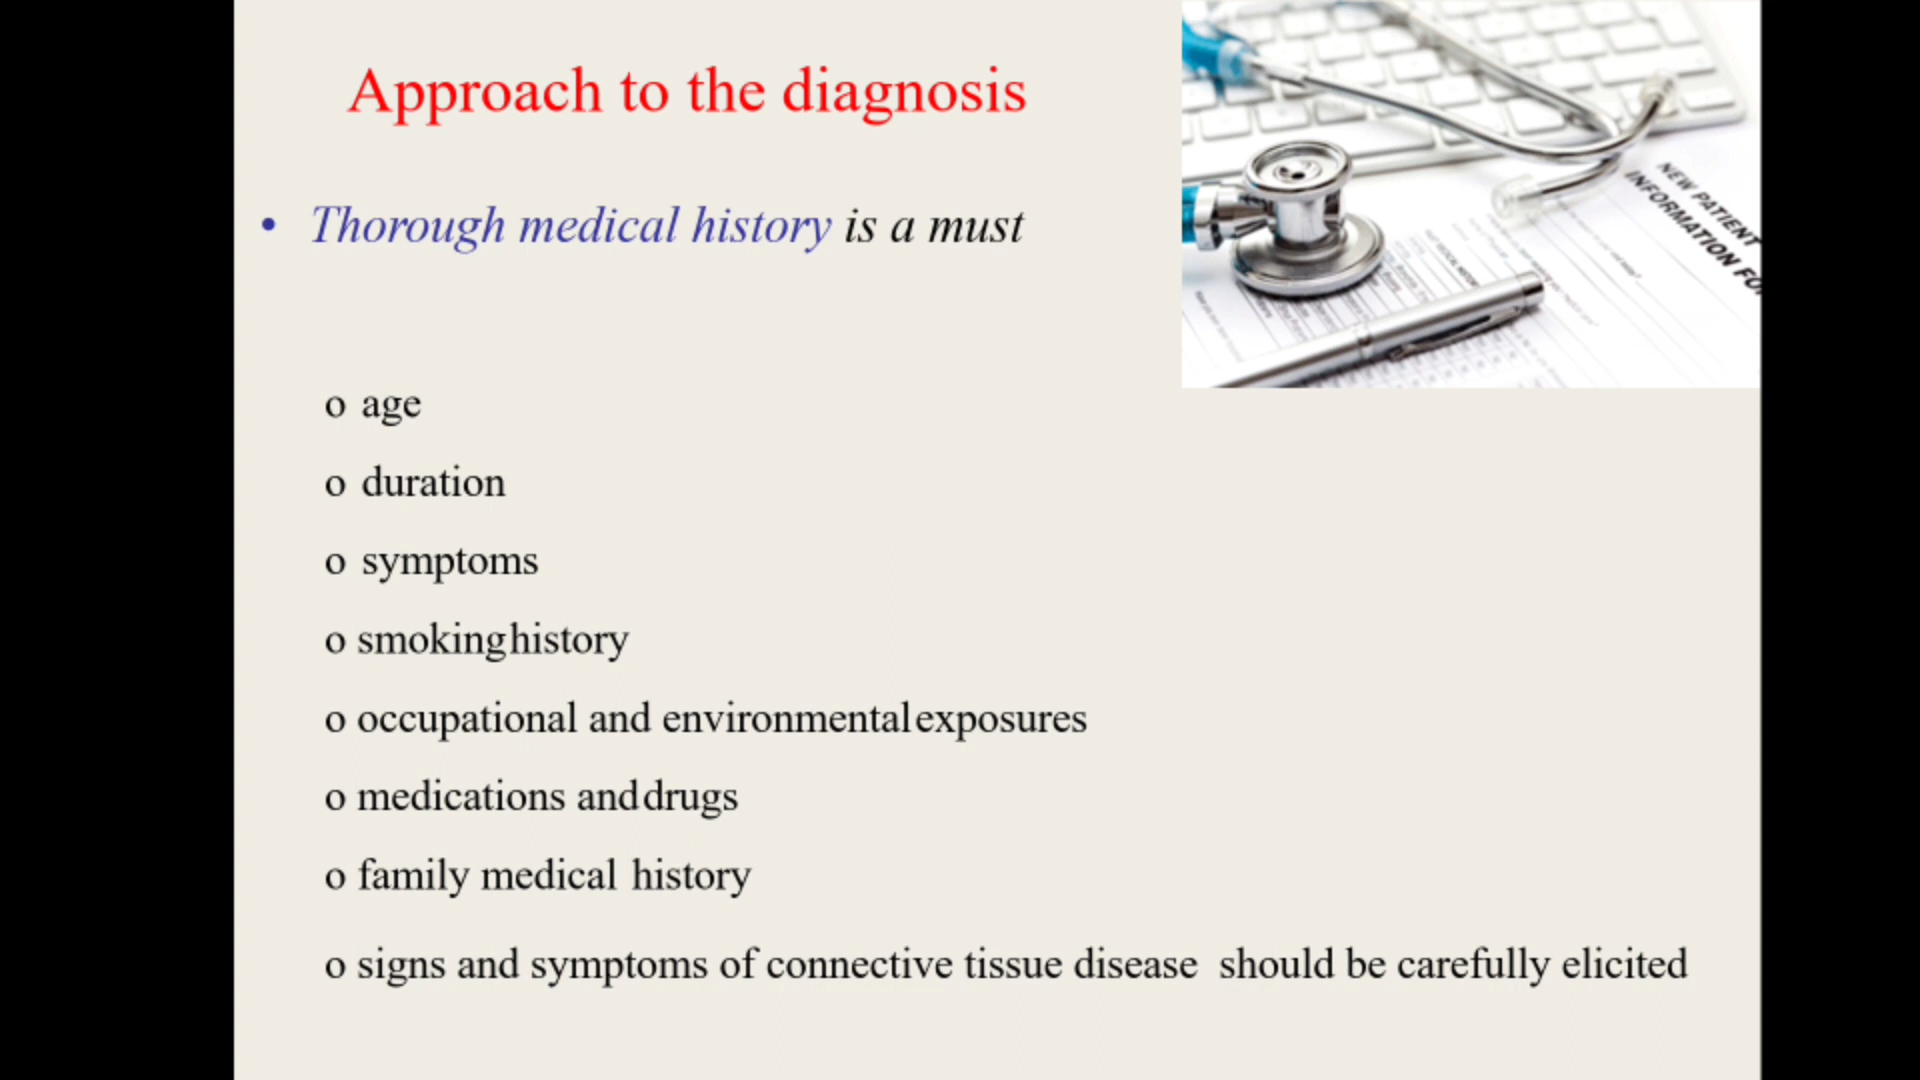 Approach to the diagnosis
• Thorough medical history is a must
NEW PATIENT
INFORMATION
o age
o duration
o symptoms
o smoking history
o occupational and environmental exposures
o medications and drugs
o family medical history
o signs and symptoms of connective tissue disease should be carefully elicited